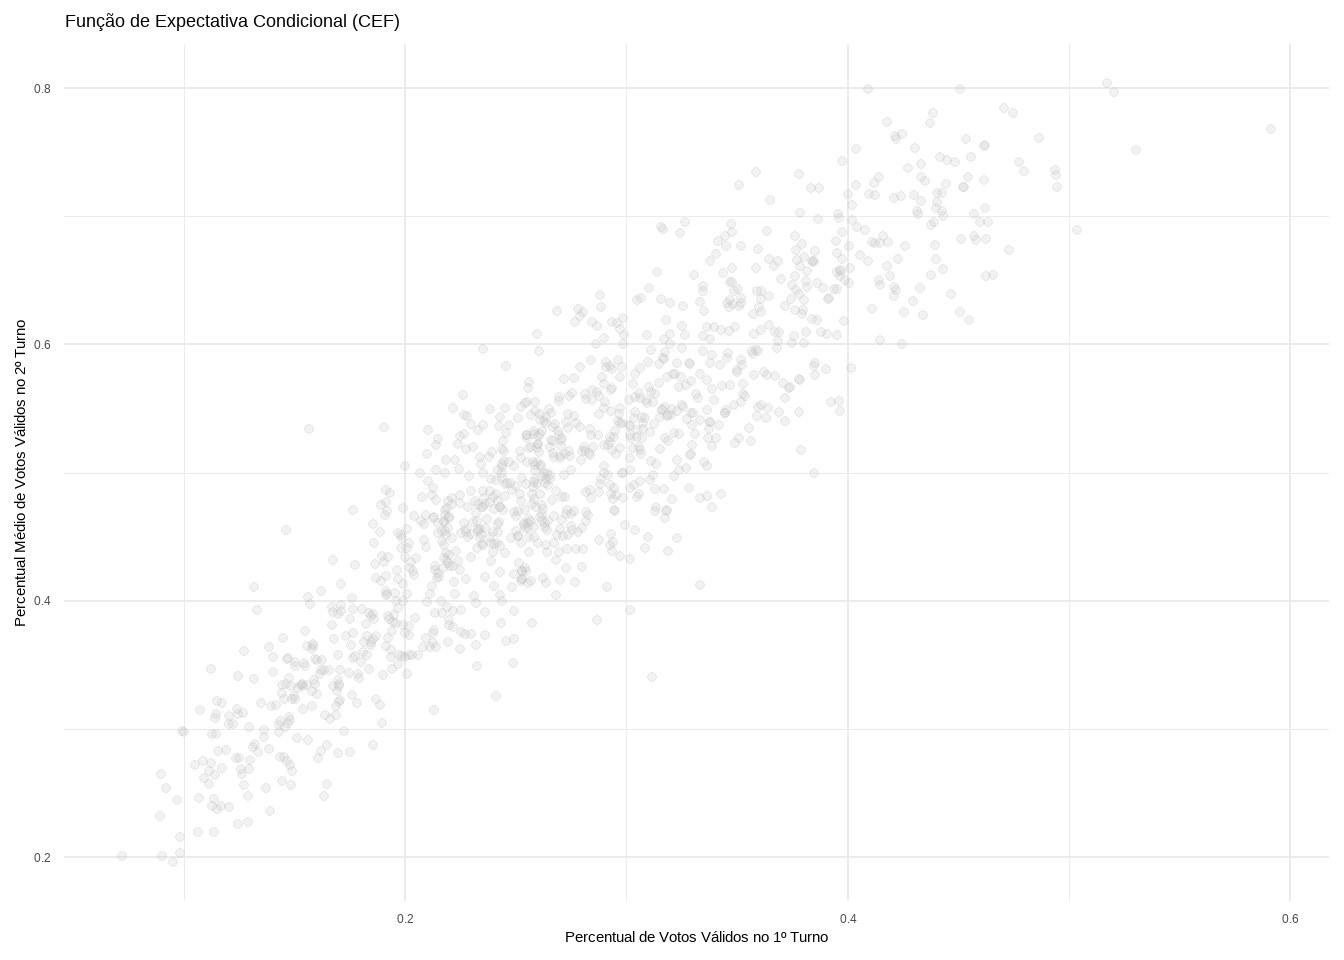 Função de Expectativa Condicional (CEF)
Percentual Médio de Votos Válidos no 2º Turno
0.8
0.6
0.4
0.2
0.2
0.4
0.6
Percentual de Votos Válidos no 1º Turno